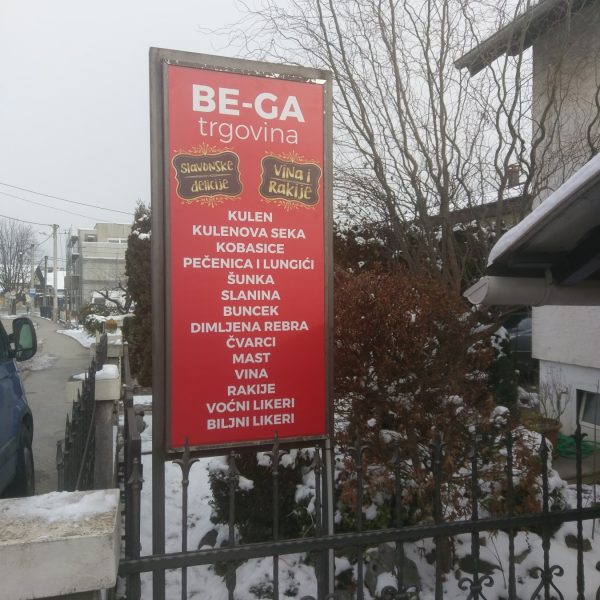 BE-GA
trgovina
Slavonske
delicije
Vina i
Rakije
KULEN
KULENOVA SEKA
KOBASICE
PEČENICA I LUNGIĆI
ŠUNKA
SLANINA
BUNCEK
DIMLJENA REBRA
ČVARCI
MAST
VINA
RAKIJE
VOĆNI LIKERI
BILJNI LIKERI